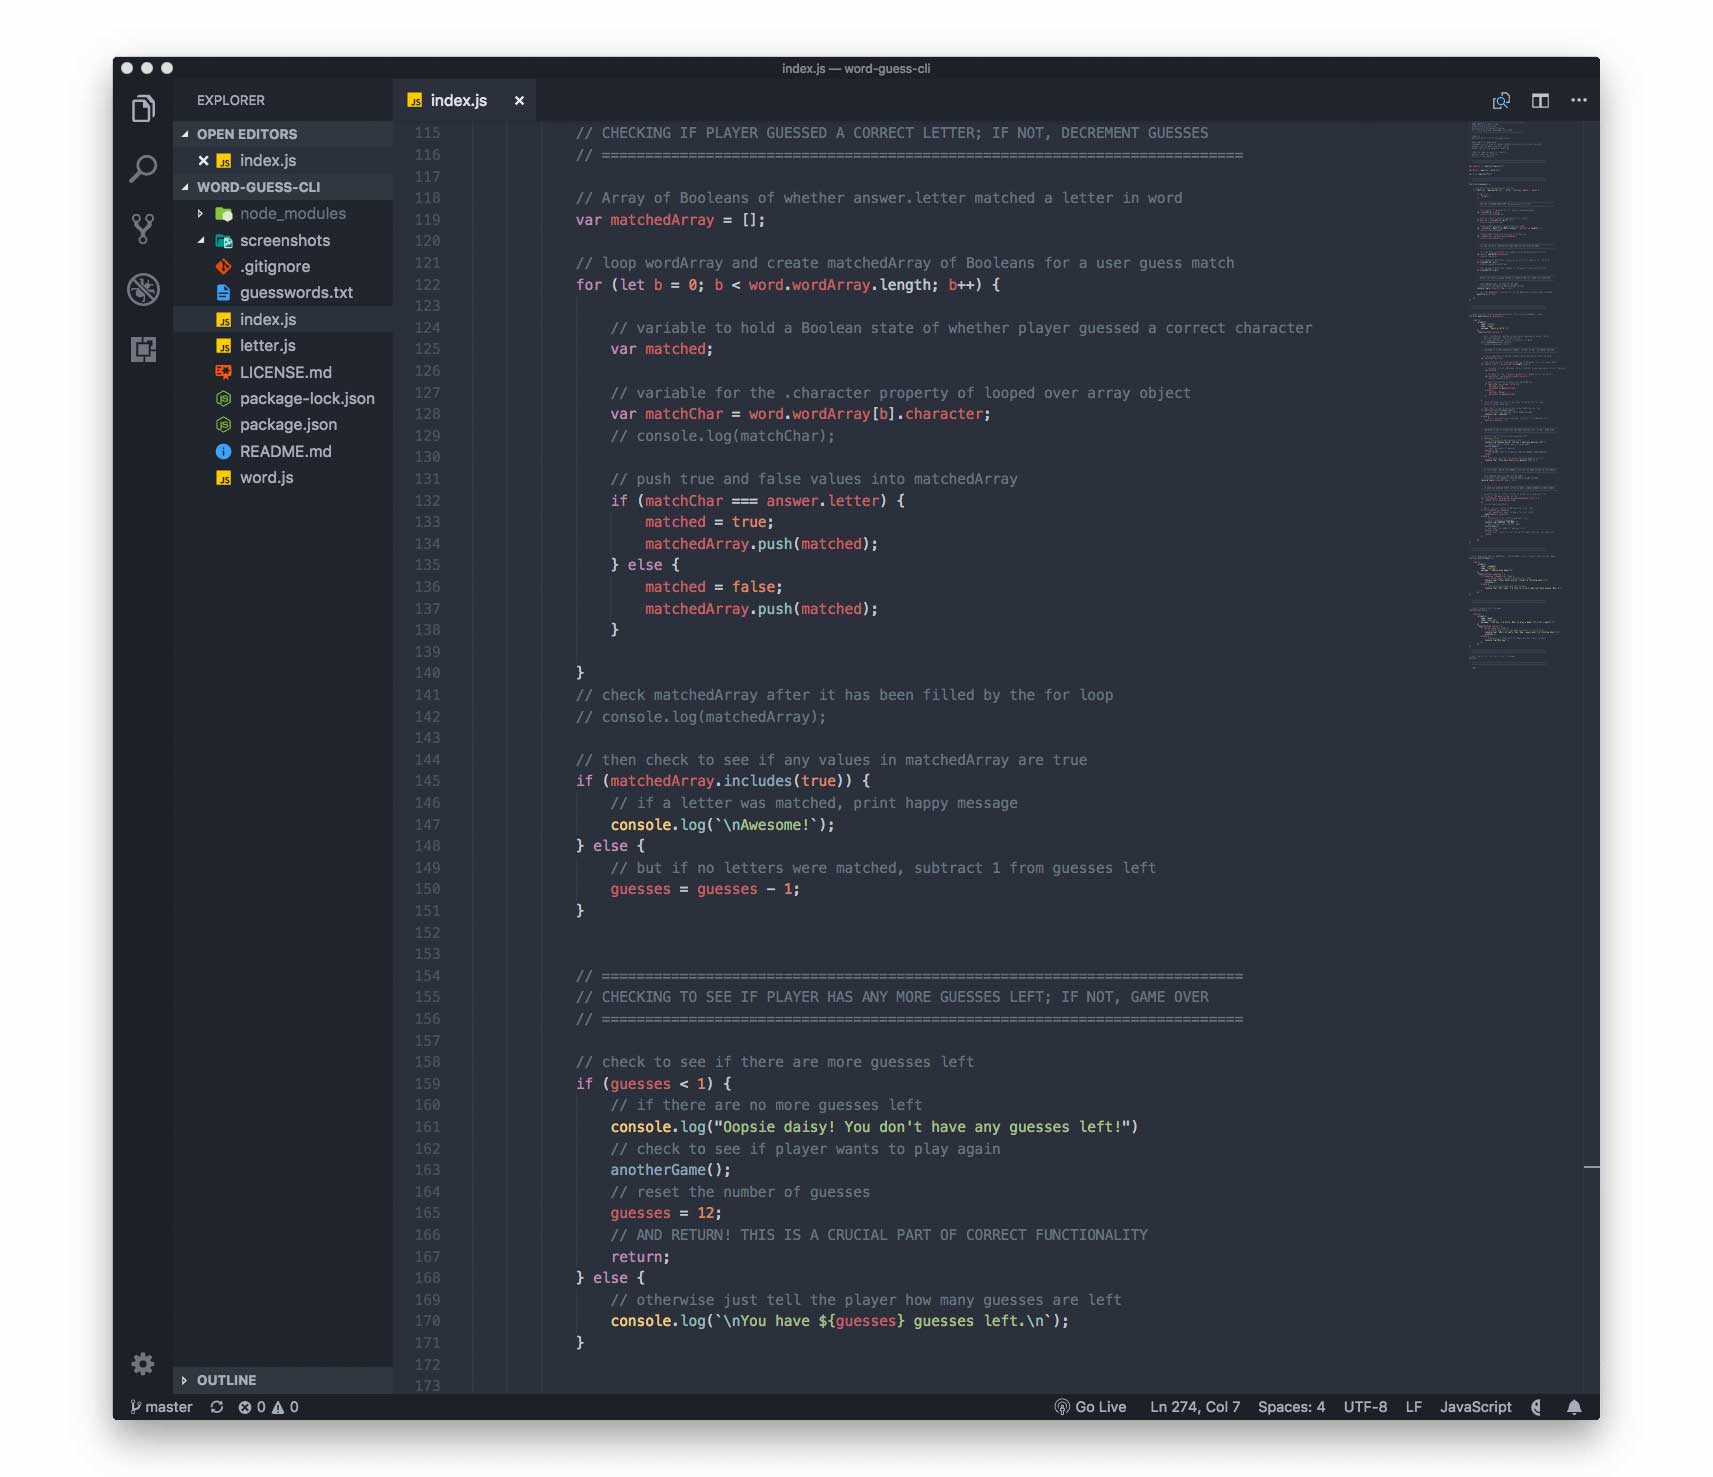 index.js — word-guess-cli
EXPLORER
OPEN EDITORS
index.js
WORD-GUESS-CLI
node_modules
screenshots
.gitignore
guesswords.txt
index.js
letter.js
LICENSE.md
package-lock.json
package.json
README.md
word.js
OUTLINE
index.js
115 // CHECKING IF PLAYER GUESSED A CORRECT LETTER; IF NOT, DECREMENT GUESSES
116 // ==========================================================================
117
118 // Array of Booleans of whether answer.letter matched a letter in word
119 var matchedArray = [];
120
121 // loop wordArray and create matchedArray of Booleans for a user guess match
122 for (let b = 0; b < word.wordArray.length; b++) {
123
124     // variable to hold a Boolean state of whether player guessed a correct character
125     var matched;
126
127     // variable for the .character property of looped over array object
128     var matchChar = word.wordArray[b].character;
129     // console.log(matchChar);
130
131     // push true and false values into matchedArray
132     if (matchChar === answer.letter) {
133         matched = true;
134         matchedArray.push(matched);
135     } else {
136         matched = false;
137         matchedArray.push(matched);
138     }
139
140 }
141 // check matchedArray after it has been filled by the for loop
142 // console.log(matchedArray);
143
144 // then check to see if any values in matchedArray are true
145 if (matchedArray.includes(true)) {
146     // if a letter was matched, print happy message
147     console.log(`\nAwesome!`);
148 } else {
149     // but if no letters were matched, subtract 1 from guesses left
150     guesses = guesses - 1;
151 }
152
153
154 // ==========================================================================
155 // CHECKING TO SEE IF PLAYER HAS ANY MORE GUESSES LEFT; IF NOT, GAME OVER
156 // ==========================================================================
157
158 // check to see if there are more guesses left
159 if (guesses < 1) {
160     // if there are no more guesses left
161     console.log("Oopsie daisy! You don't have any guesses left!")
162     // check to see if player wants to play again
163     anotherGame();
164     // reset the number of guesses
165     guesses = 12;
166     // AND RETURN! THIS IS A CRUCIAL PART OF CORRECT FUNCTIONALITY
167     return;
168 } else {
169     // otherwise just tell the player how many guesses are left
170     console.log(`\nYou have ${guesses} guesses left.\n`);
171 }
172
173
master 0 0 Go Live Ln 274, Col 7 Spaces: 4 UTF-8 LF JavaScript